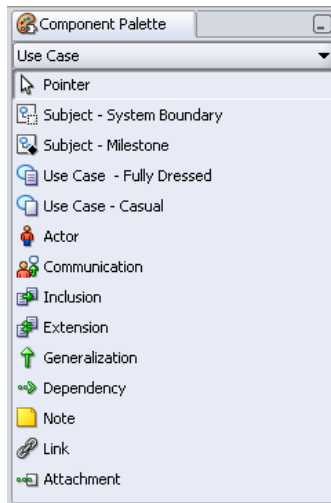 Component Palette
Use Case
Pointer
Subject - System Boundary
Subject - Milestone
Use Case - Fully Dressed
Use Case - Casual
Actor
Communication
Inclusion
Extension
Generalization
Dependency
Note
Link
Attachment